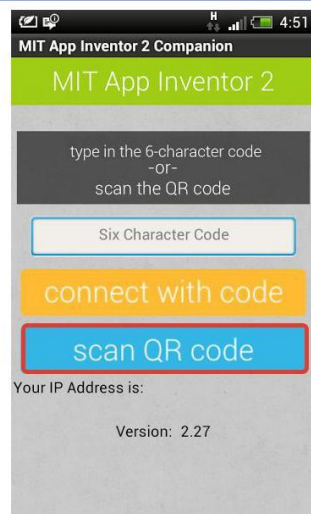 H
4:51
MIT App Inventor 2 Companion
MIT App Inventor 2
type in the 6-character code
-or-
scan the QR code
Six Character Code
connect with code
scan QR code
Your IP Address is:
Version: 2.27